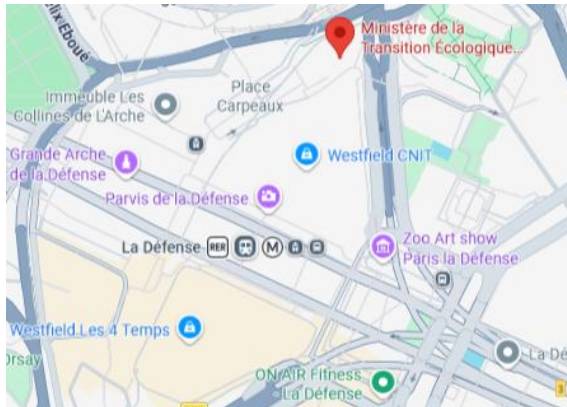 Félix Eboué
Ministère de la
Transition Écologique...
Place
Carpeaux
Immeuble Les
Collines de L'Arche
Westfield CNIT
Grande Arche
de la Défense
Parvis de la Défense
La Défense RER M
Zoo Art show
Paris la Défense
Westfield Les 4 Temps
Orsay
La Dé
ON AIR Fitness
- La Défense